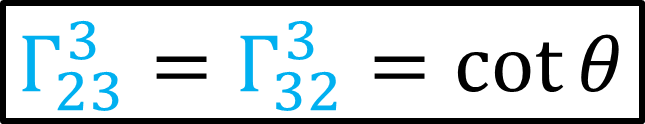 Γ³₂₃ = Γ³₃₂ = cot θ